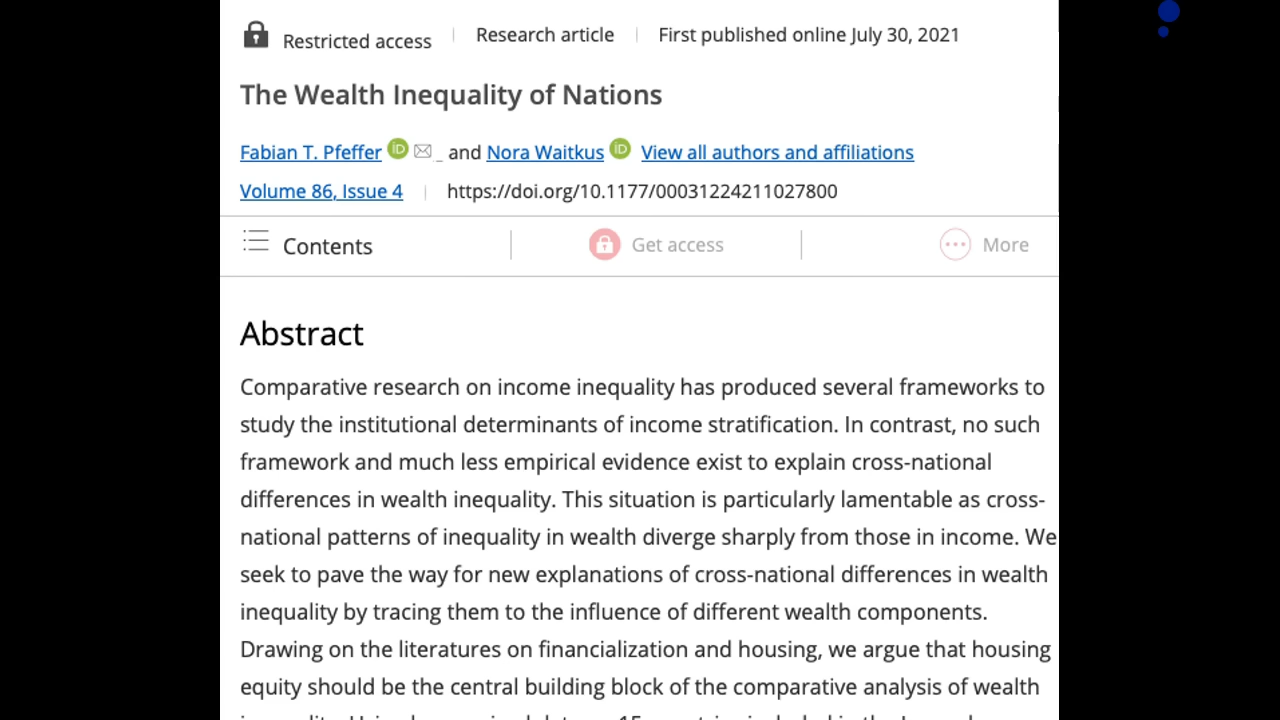 Restricted access
Research article
First published online July 30, 2021
The Wealth Inequality of Nations
Fabian T. Pfeffer iD _ and Nora Waitkus iD View all authors and affiliations
Volume 86, Issue 4
https://doi.org/10.1177/00031224211027800
Contents
Get access
More
Abstract
Comparative research on income inequality has produced several frameworks to
study the institutional determinants of income stratification. In contrast, no such
framework and much less empirical evidence exist to explain cross-national
differences in wealth inequality. This situation is particularly lamentable as cross-
national patterns of inequality in wealth diverge sharply from those in income. We
seek to pave the way for new explanations of cross-national differences in wealth
inequality by tracing them to the influence of different wealth components.
Drawing on the literatures on financialization and housing, we argue that housing
equity should be the central building block of the comparative analysis of wealth